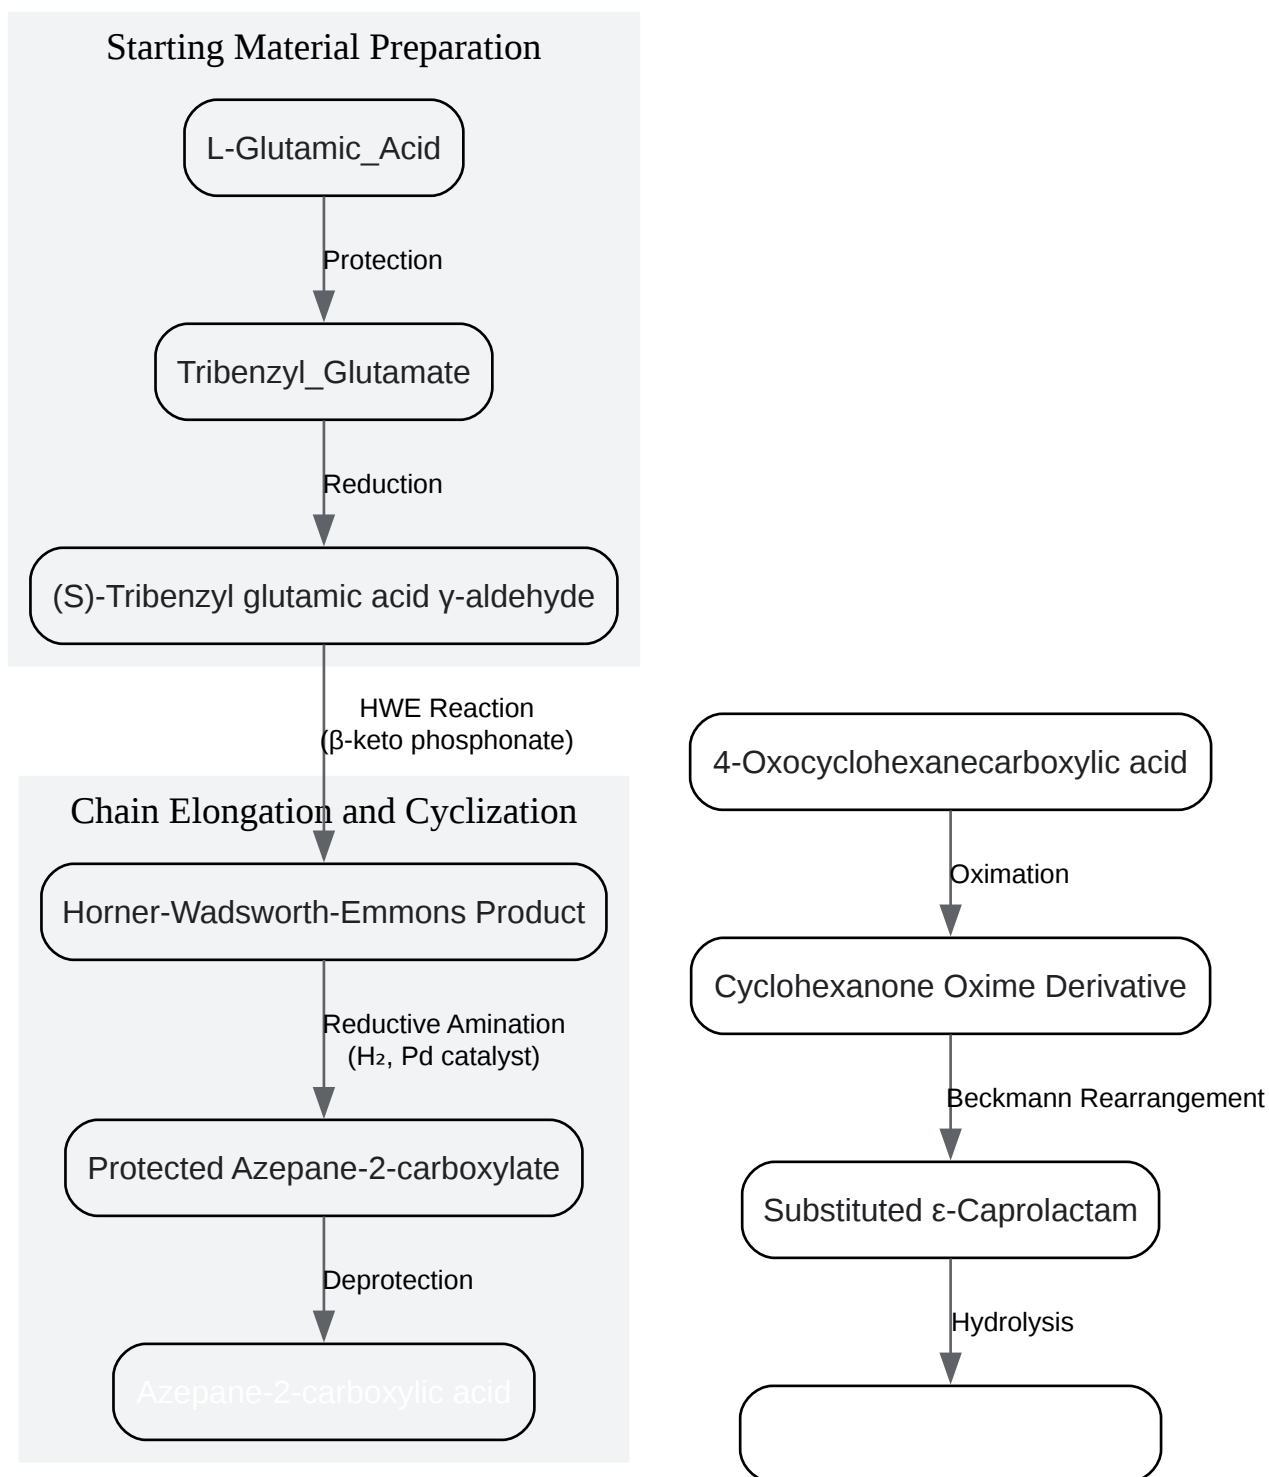 Starting Material Preparation
L-Glutamic_Acid
Protection
Tribenzyl_Glutamate
Reduction
(S)-Tribenzyl glutamic acid γ-aldehyde
HWE Reaction
(β-keto phosphonate)
Chain Elongation and Cyclization
Horner-Wadsworth-Emmons Product
Reductive Amination
(H₂, Pd catalyst)
Protected Azepane-2-carboxylate
Deprotection
Azepane-2-carboxylic acid
4-Oxocyclohexanecarboxylic acid
Oximation
Cyclohexanone Oxime Derivative
Beckmann Rearrangement
Substituted ε-Caprolactam
Hydrolysis